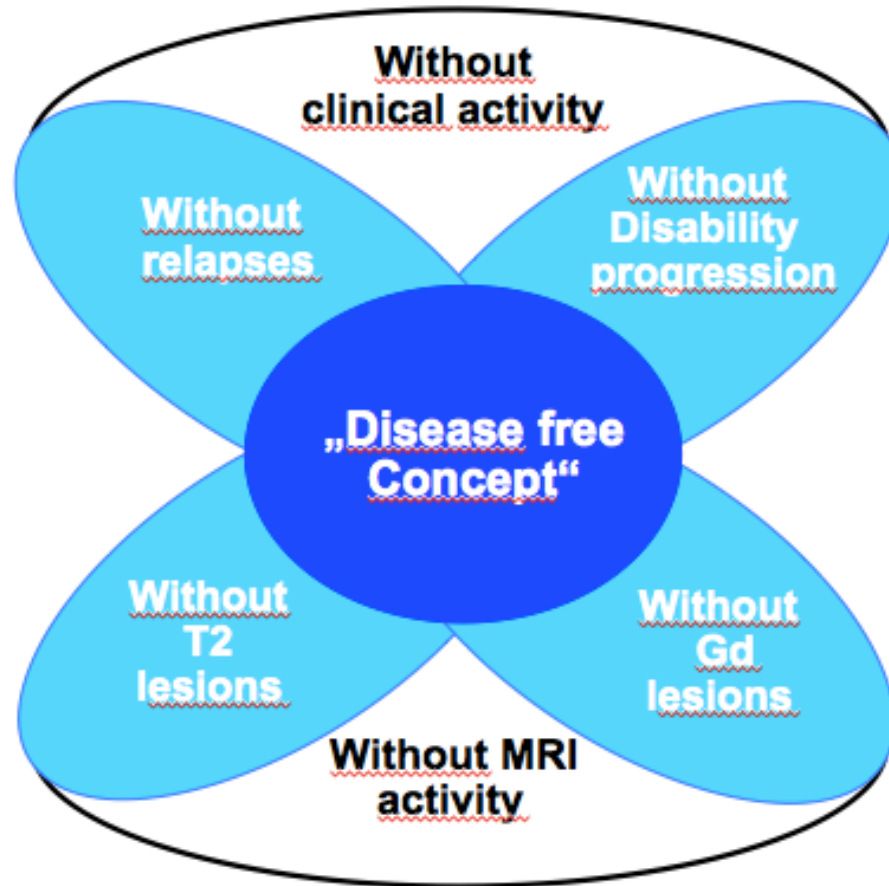 Without
clinical activity
Without
relapses
Without
Disability
progression
„Disease free
Concept“
Without
T2
lesions
Without
Gd
lesions
Without MRI
activity